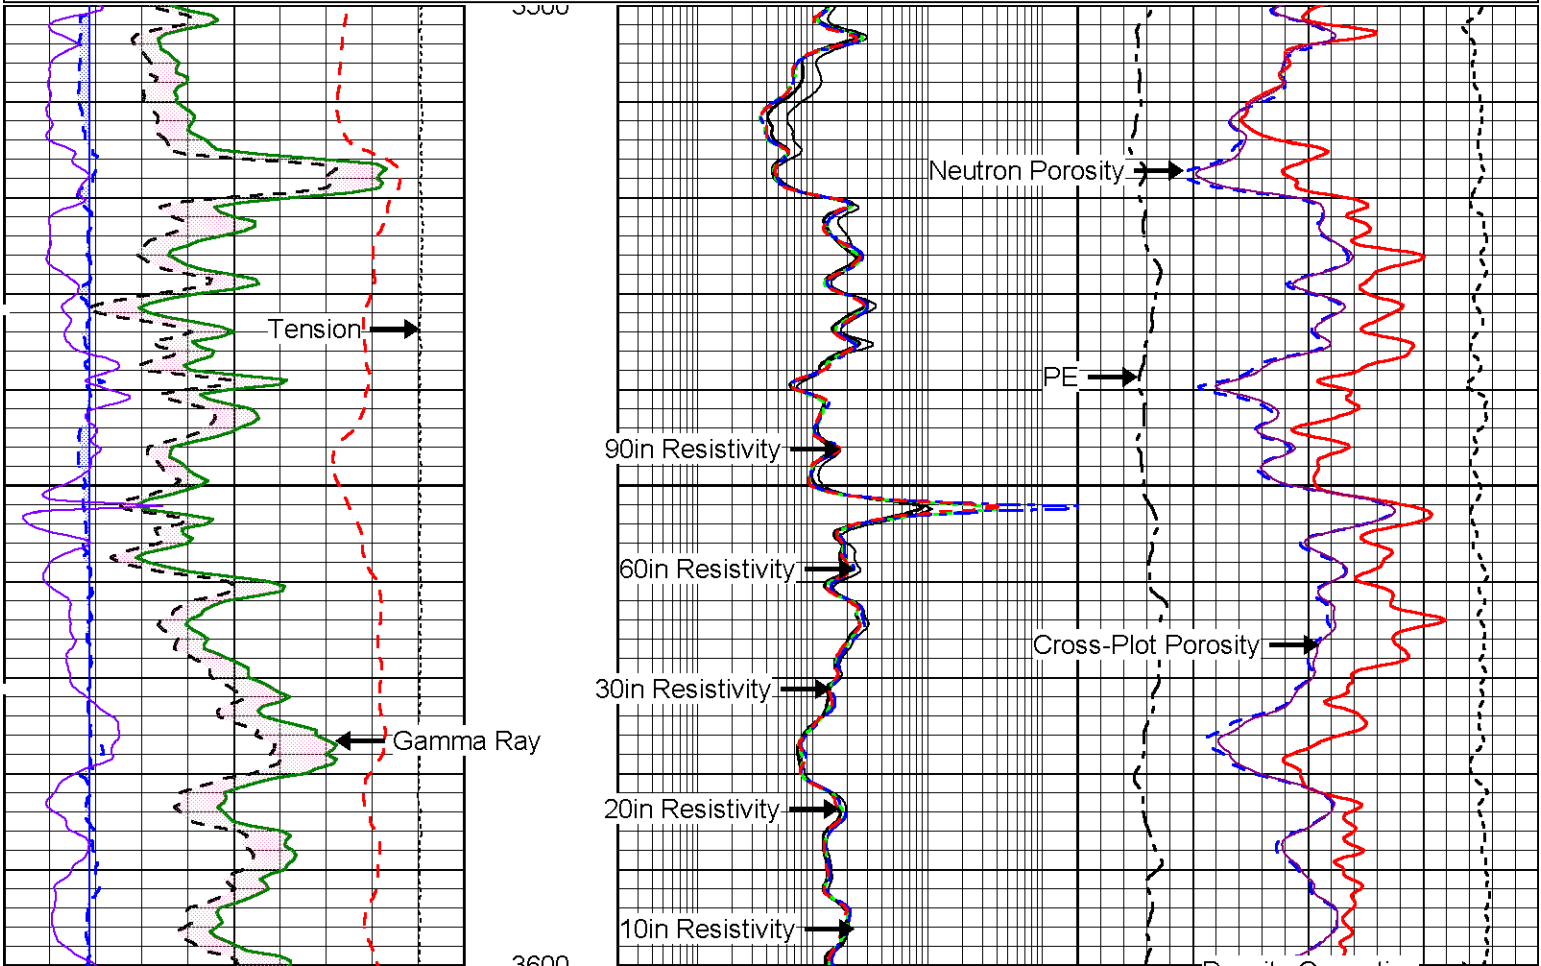 3500
Neutron Porosity
Tension
PE
90in Resistivity
60in Resistivity
Cross-Plot Porosity
30in Resistivity
Gamma Ray
20in Resistivity
10in Resistivity
3600